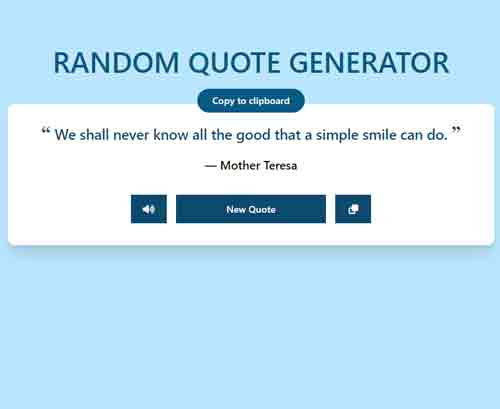 RANDOM QUOTE GENERATOR
Copy to clipboard
“ We shall never know all the good that a simple smile can do. ”
— Mother Teresa
New Quote